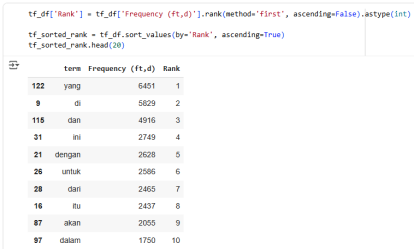 tf_df['Rank'] = tf_df['Frequency (ft,d)'].rank(method='first', ascending=False).astype(int)
tf_sorted_rank = tf_df.sort_values(by='Rank', ascending=True)
tf_sorted_rank.head(20)
term Frequency (ft,d) Rank
122 yang 6451 1
9 di 5829 2
115 dan 4916 3
31 ini 2749 4
21 dengan 2628 5
26 untuk 2586 6
28 dari 2465 7
16 itu 2437 8
87 akan 2055 9
97 dalam 1750 10